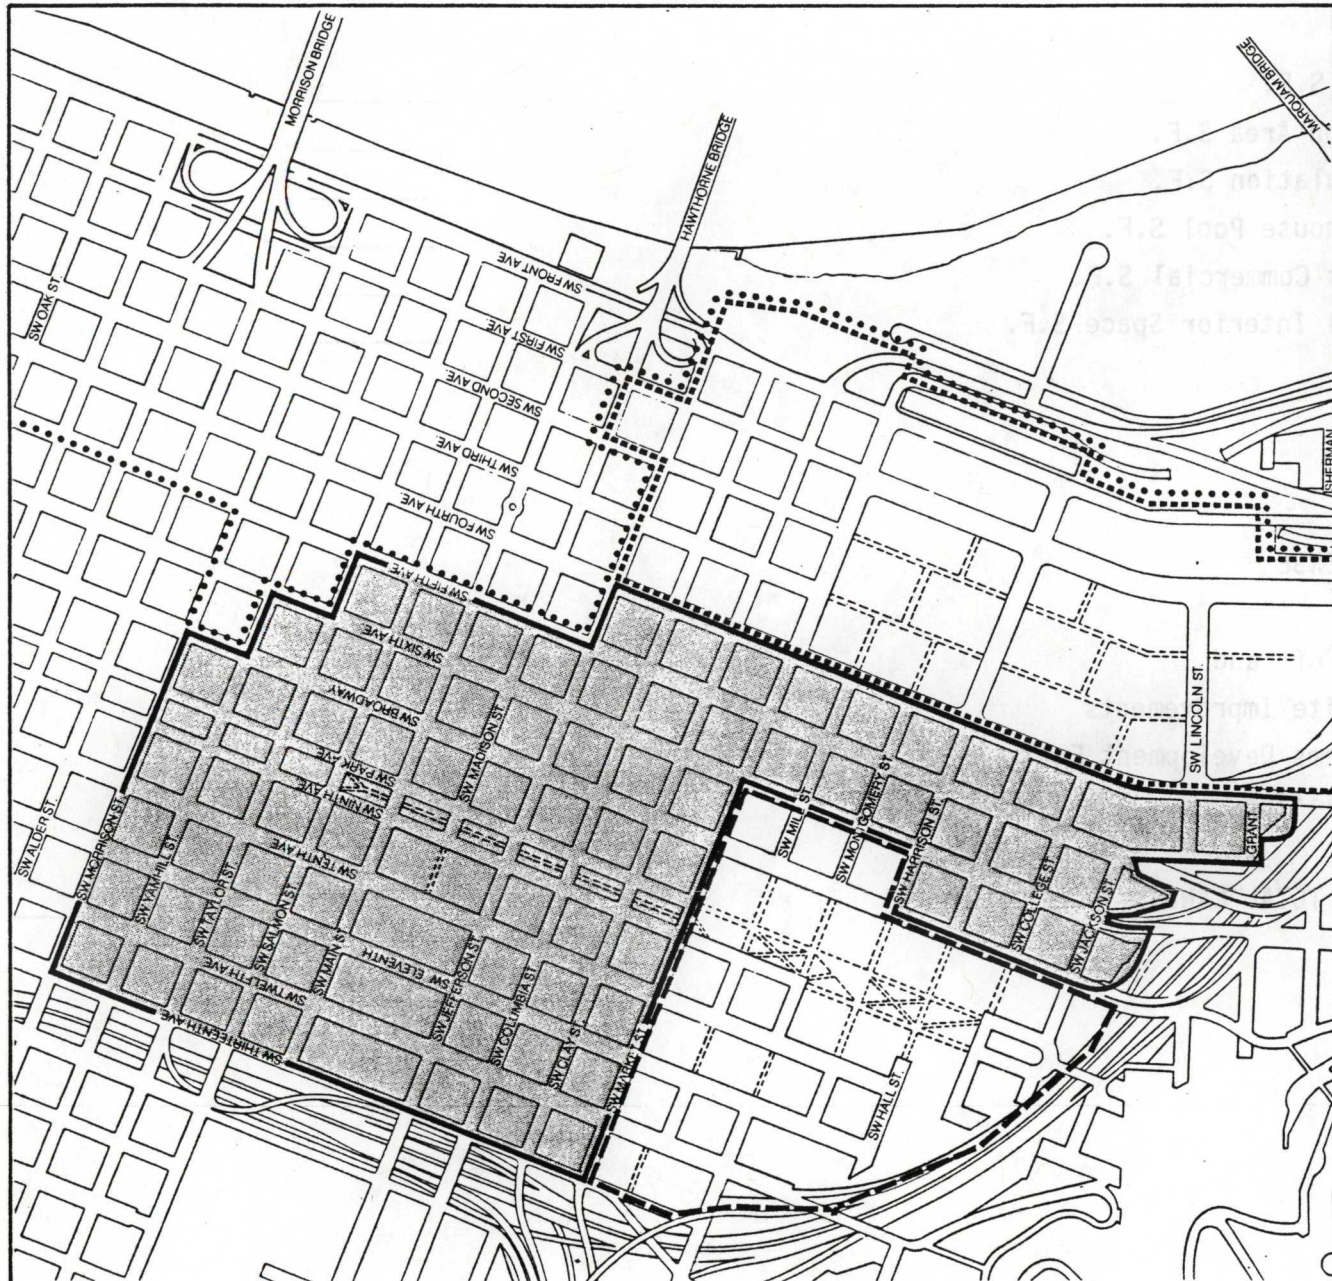 MORRISON BRIDGE
HAWTHORNE BRIDGE
MARQUAM BRIDGE
SW OAK ST.
SW FRONT AVE
SW FIRST AVE.
SW SECOND AVE.
SW THIRD AVE.
SW FOURTH AVE.
SW FIFTH AVE.
SW SIXTH AVE.
SW BROADWAY
SW PARK AVE
SW NINTH AVE.
SW TENTH AVE.
SW ELEVENTH
SW TWELFTH AVE.
SW THIRTEENTH AVE.
SW ALDER ST.
SW MORRISON ST.
SW YAMHILL ST.
SW TAYLOR ST
SW SALMON ST.
SW MAIN ST.
SW MADISON ST.
SW JEFFERSON ST.
SW COLUMBIA ST.
SW CLAY ST.
SW MARKET ST
SW MILL ST.
SW MONTGOMERY ST.
SW HARRISON ST.
SW HALL ST.
SW COLLEGE ST.
SW JACKSON ST.
SW LINCOLN ST.
GRANT
SHERMAN
Area S.F.
ulation S.F.
ouse Pool S.F.
Commercial S.
Interior Space S.F.
ite Improvements
Development